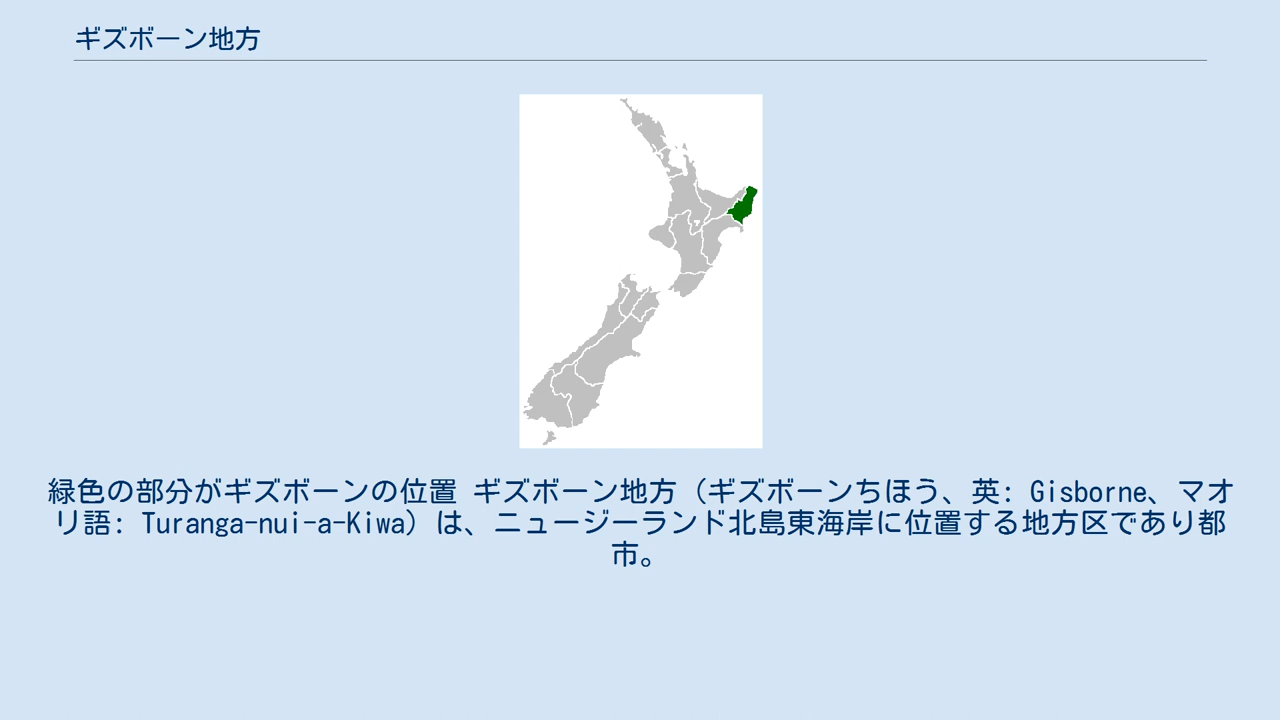 ギズボーン地方
緑色の部分がギズボーンの位置 ギズボーン地方（ギズボーンちほう、英: Gisborne、マオ
リ語: Turanga-nui-a-Kiwa）は、ニュージーランド北島東海岸に位置する地方区であり都
市。